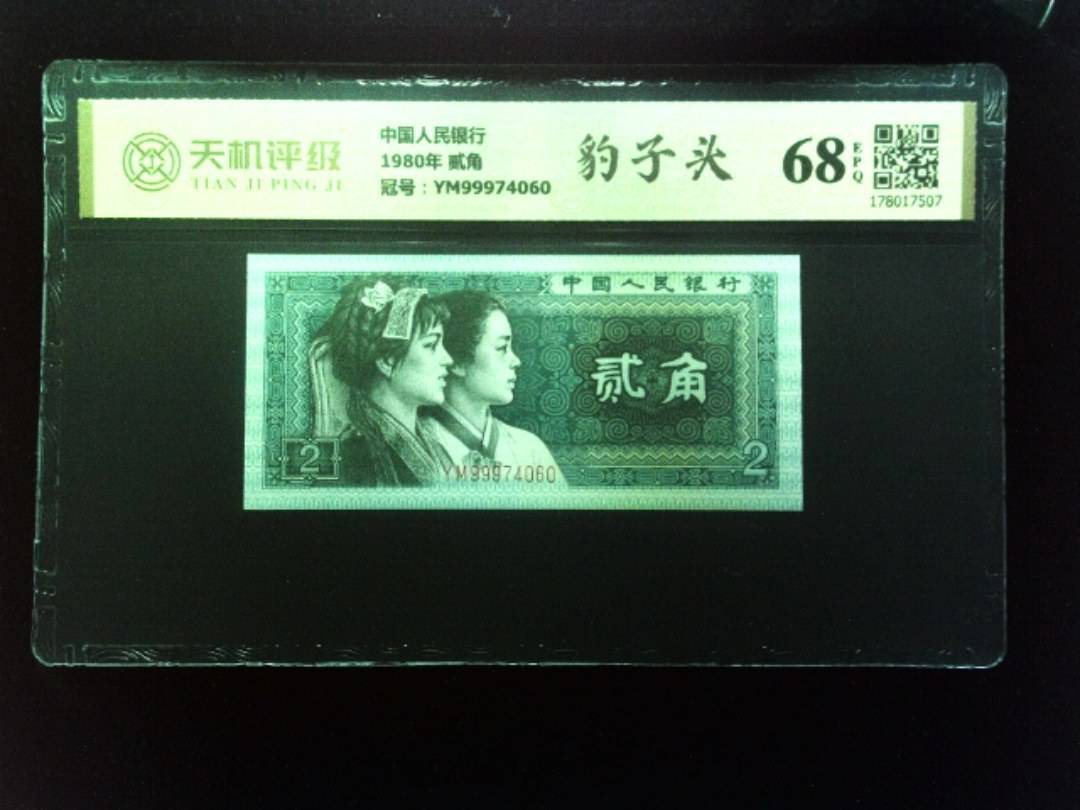 天机评级
TIAN JI PING JI
中国人民银行
1980年 贰角
冠号：YM99974060
豹子头
68
EPQ
178017507
中国人民银行
贰角
2
YM99974060
2